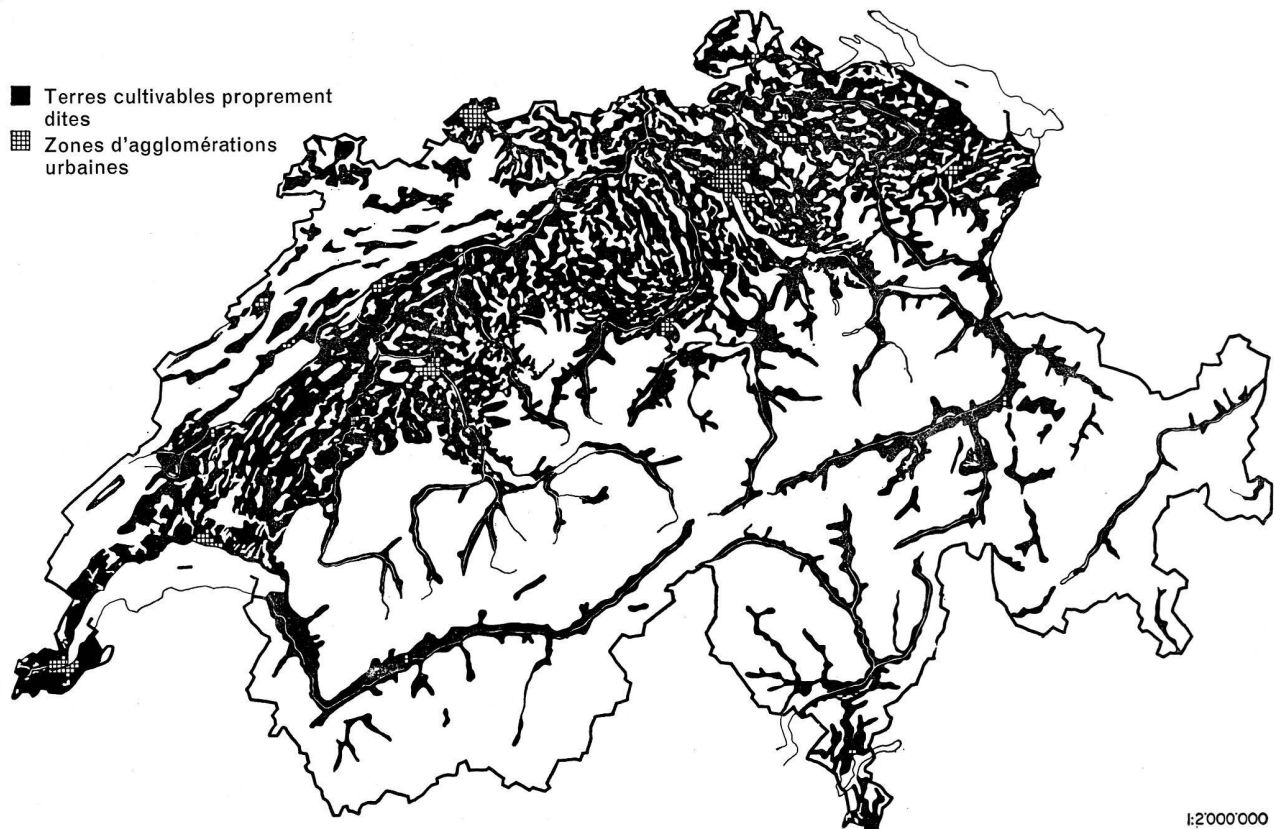 Terres cultivables proprement
dites
Zones d'agglomérations
urbaines
1:2'000'000